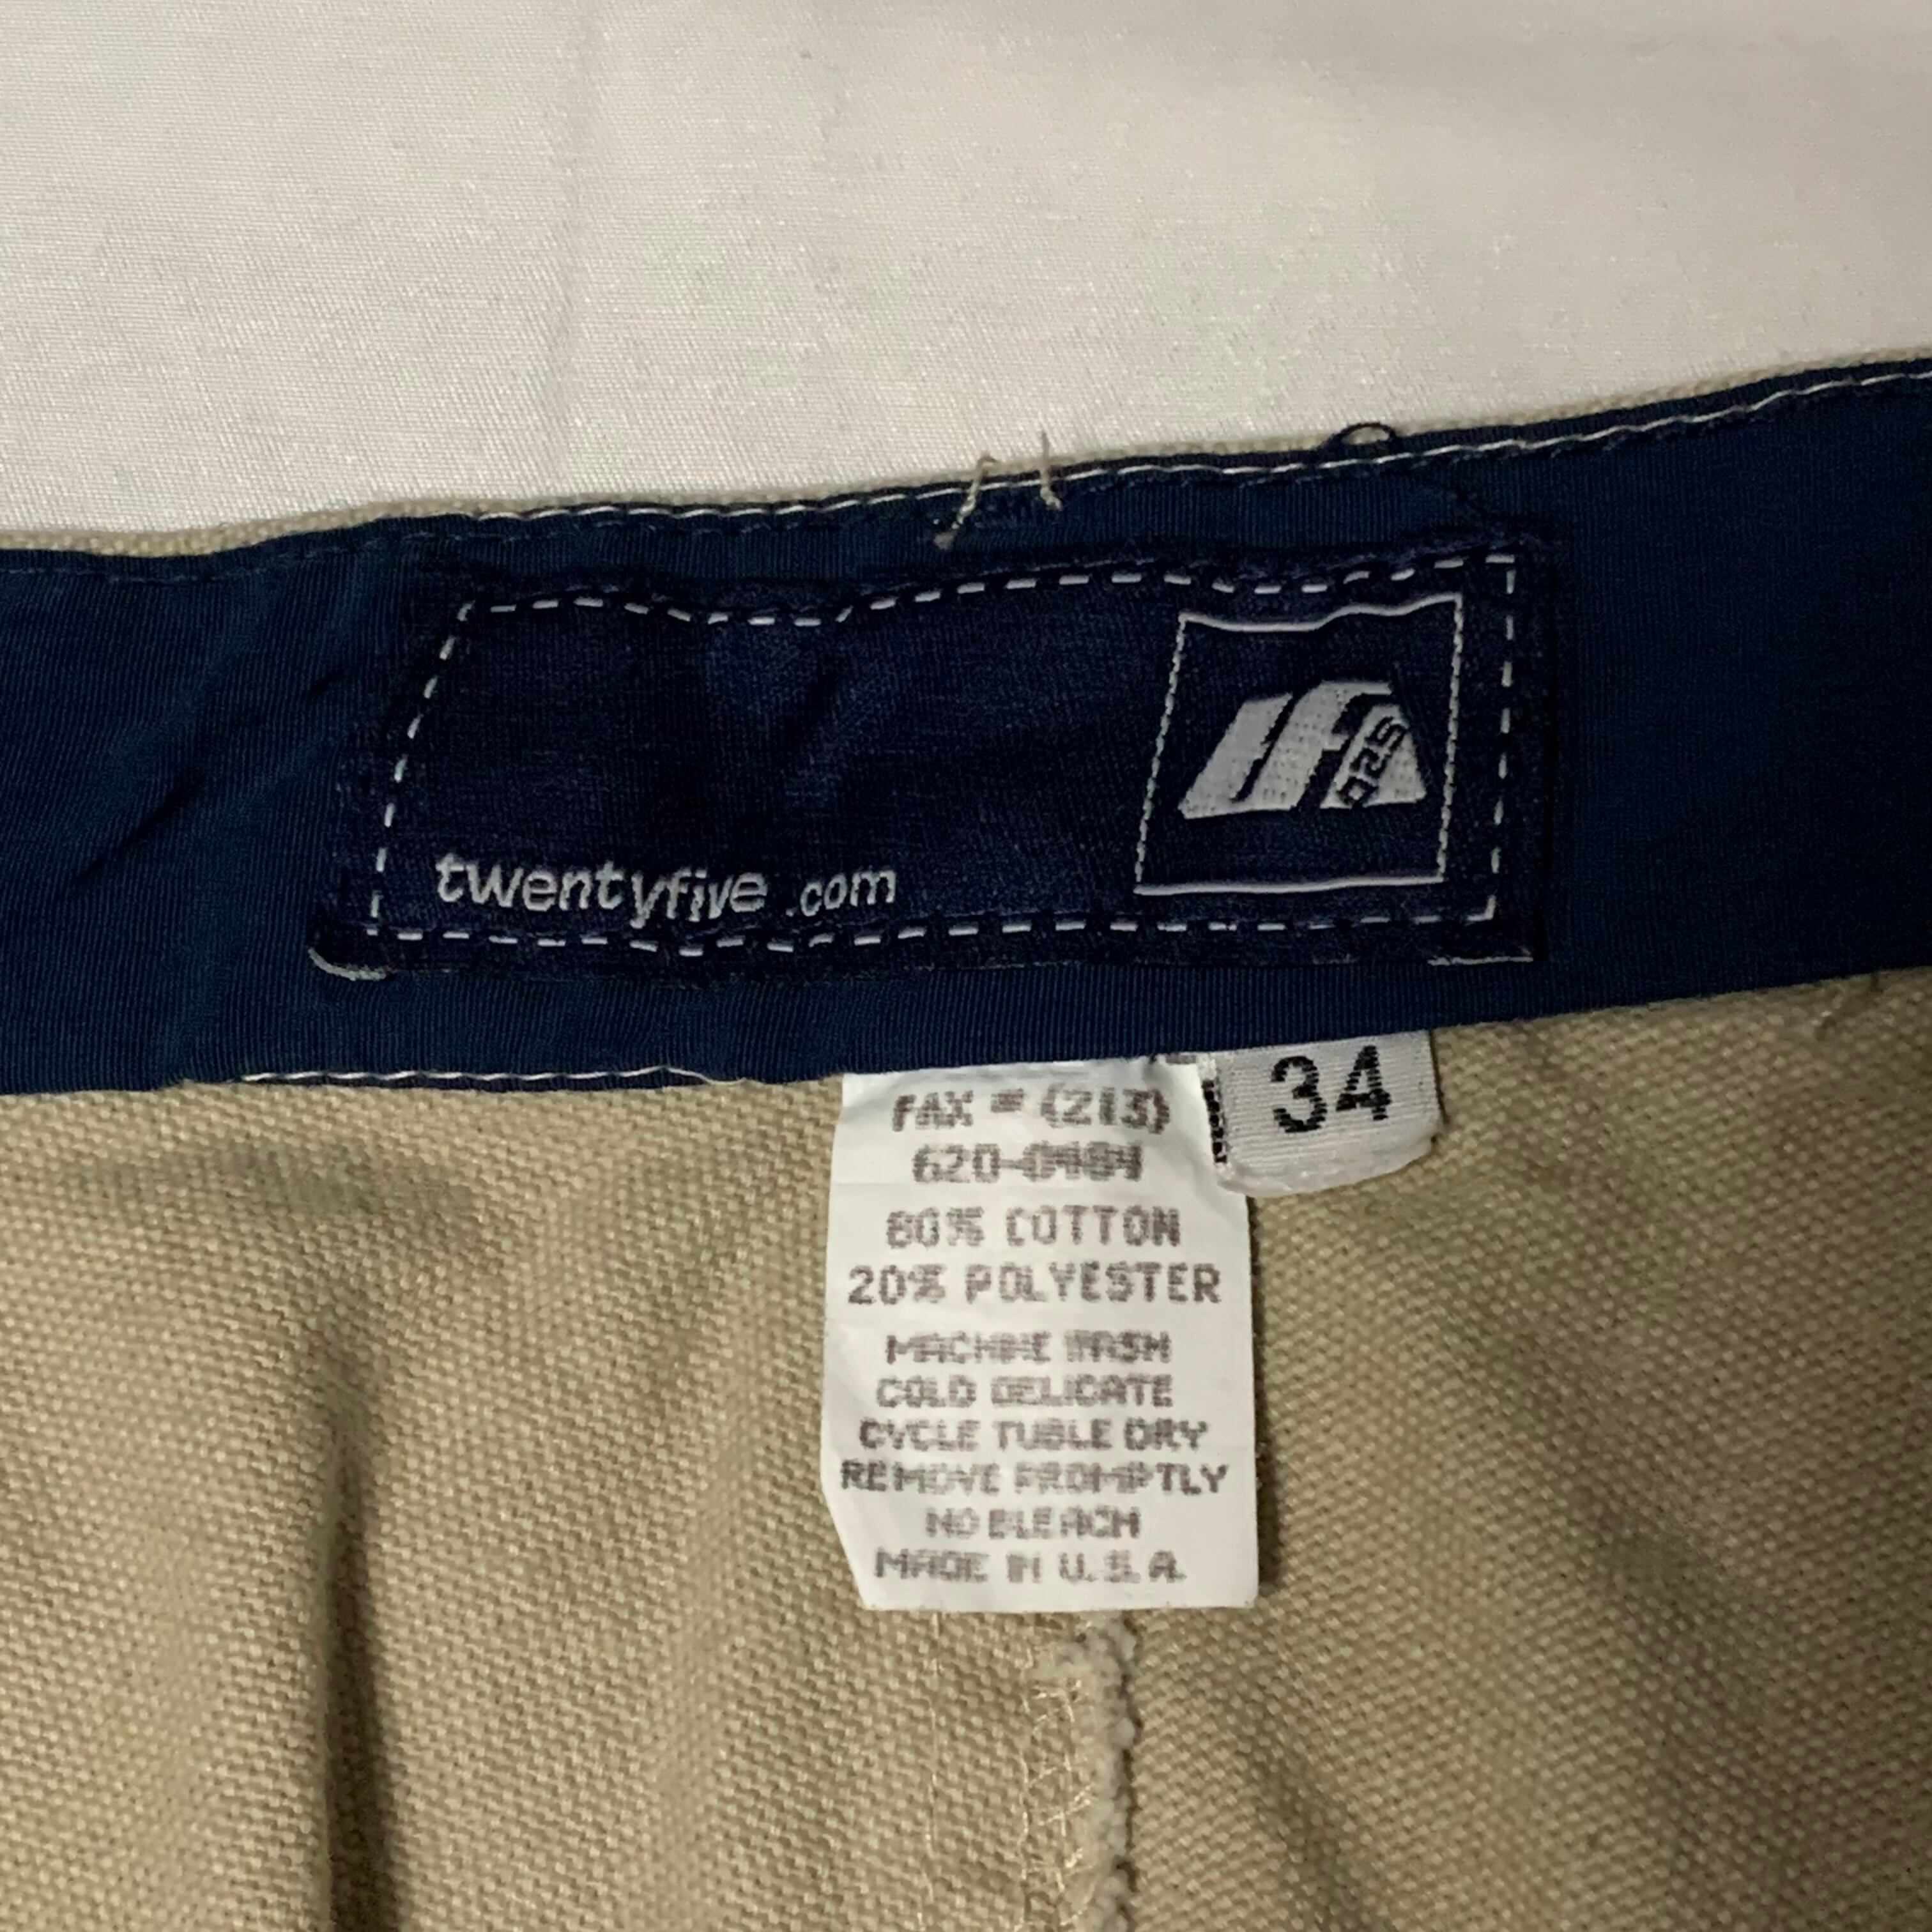 025
twentyfive .com
34
FAX # (213)
620-0484
80% COTTON
20% POLYESTER
MACHINE WASH
COLD DELICATE
CYCLE TUBLE DRY
REMOVE PROMPTLY
NO BLEACH
MADE IN U.S.A.